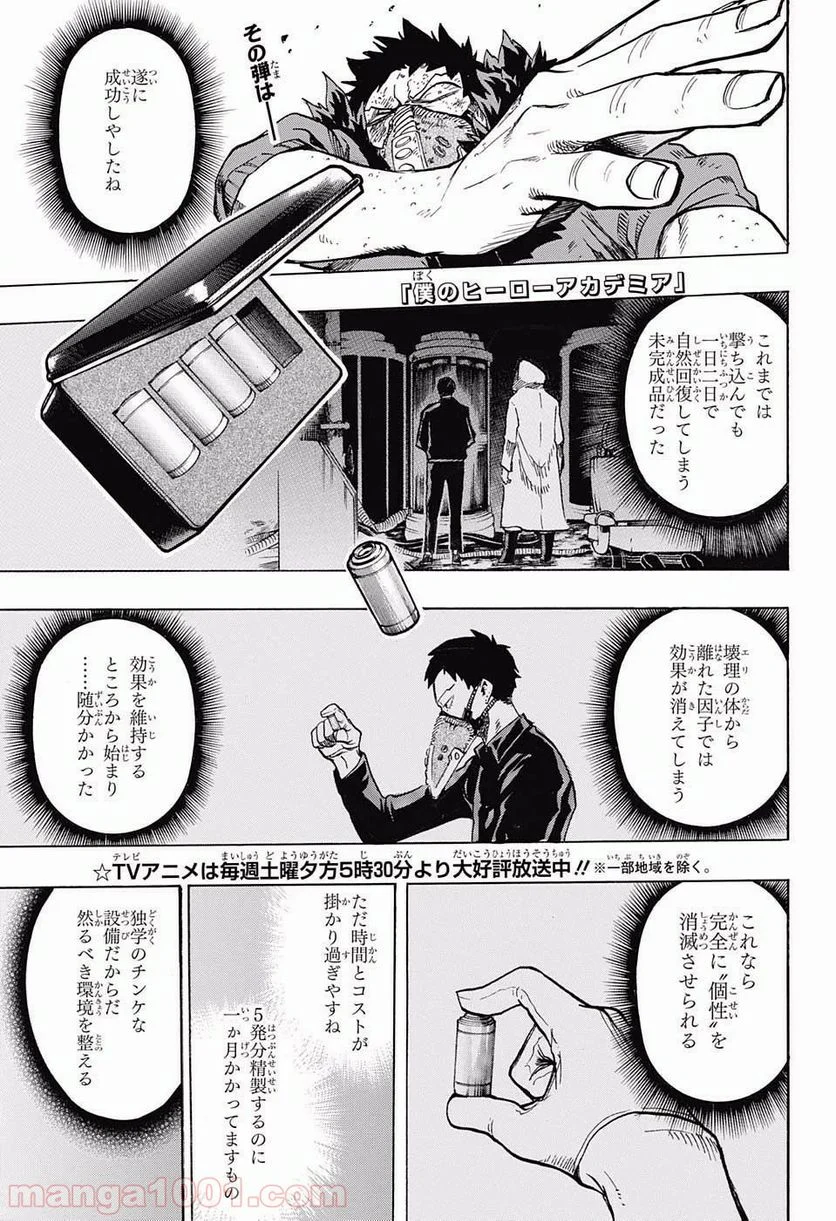 その弾は―
遂に
成功しやしたね
『僕のヒーローアカデミア』
これまでは
撃ち込んでも
一日二日で
自然回復してしまう
未完成品だった
壊理の体から
離れた因子では
効果が消えてしまう
効果を維持する
ところから始まり
……随分かかった
☆TVアニメは毎週土曜夕方5時30分より大好評放送中!! ※一部地域を除く。
これなら
完全に〝個性〟を
消滅させられる
ただ時間とコストが
掛かり過ぎやすね
5発分精製するのに
一か月かかってますもの
独学のチンケな
設備だからだ
然るべき環境を整える
manga1001.com